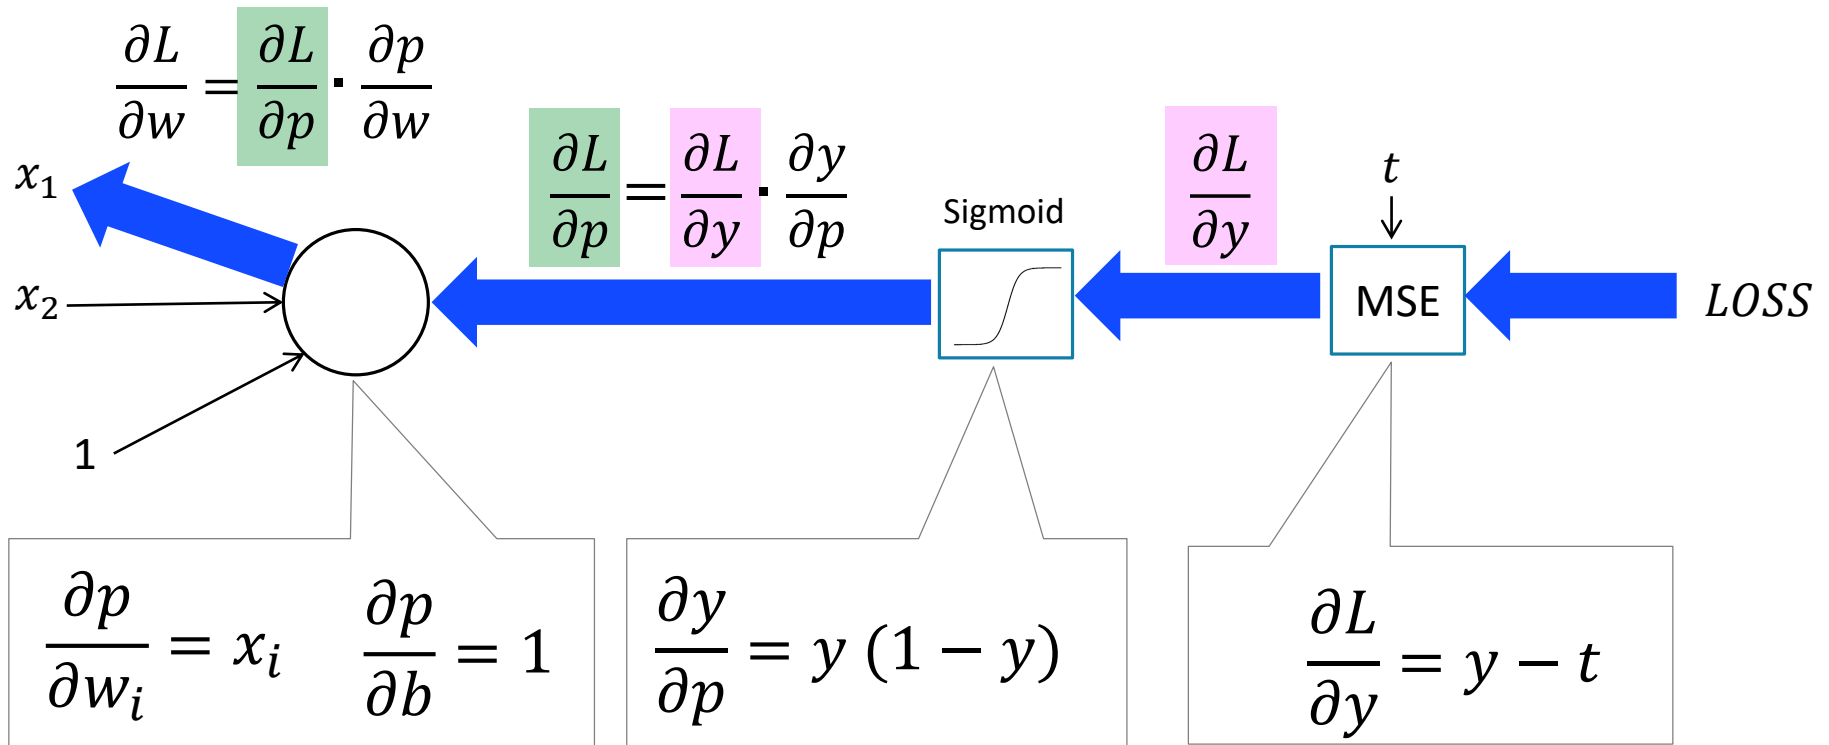 ∂L/∂w = ∂L/∂p · ∂p/∂w
∂L/∂p = ∂L/∂y · ∂y/∂p
∂L/∂y
t
x₁
Sigmoid
x₂
MSE
LOSS
1
∂p/∂wᵢ = xᵢ
∂p/∂b = 1
∂y/∂p = y (1 − y)
∂L/∂y = y − t